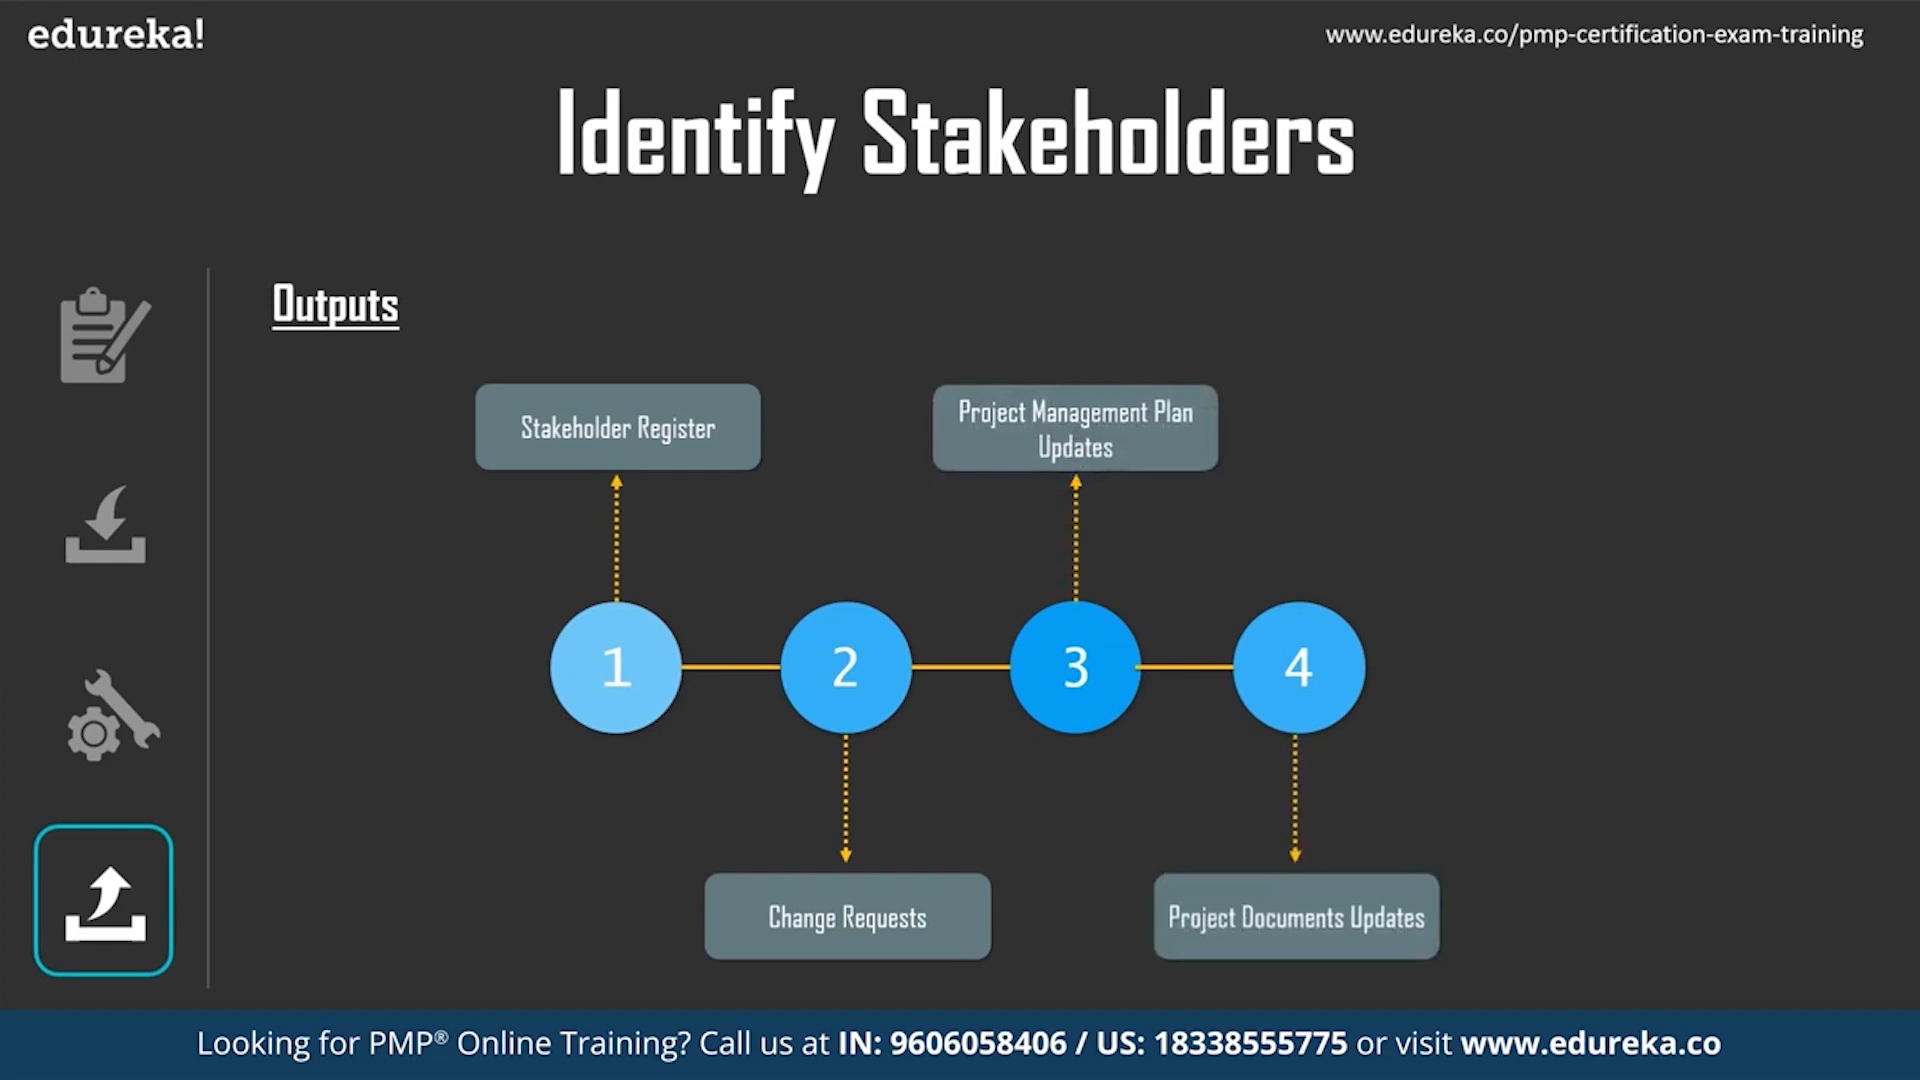 edureka!
www.edureka.co/pmp-certification-exam-training
Identify Stakeholders
Outputs
Stakeholder Register
Project Management Plan
Updates
1
2
3
4
Change Requests
Project Documents Updates
Looking for PMP® Online Training? Call us at IN: 9606058406 / US: 18338555775 or visit www.edureka.co